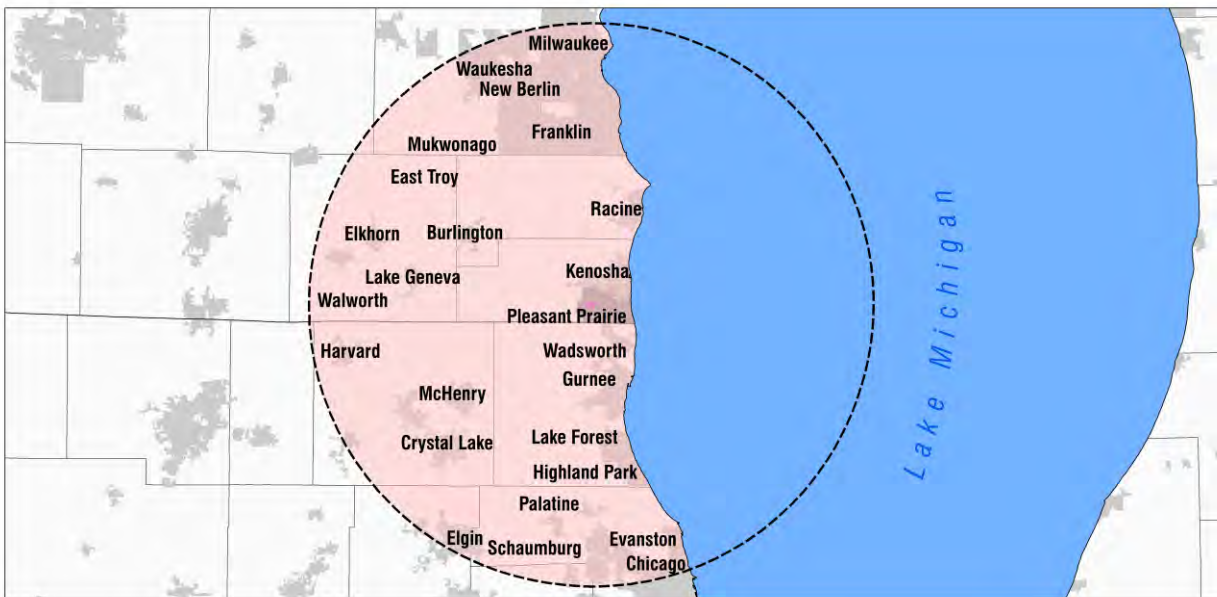 Milwaukee
Waukesha
New Berlin
Franklin
Mukwonago
East Troy
Racine
Elkhorn
Burlington
Kenosha
Lake Geneva
Walworth
Pleasant Prairie
Harvard
Wadsworth
Gurnee
McHenry
Crystal Lake
Lake Forest
Highland Park
Palatine
Elgin
Schaumburg
Evanston
Chicago
Lake Michigan